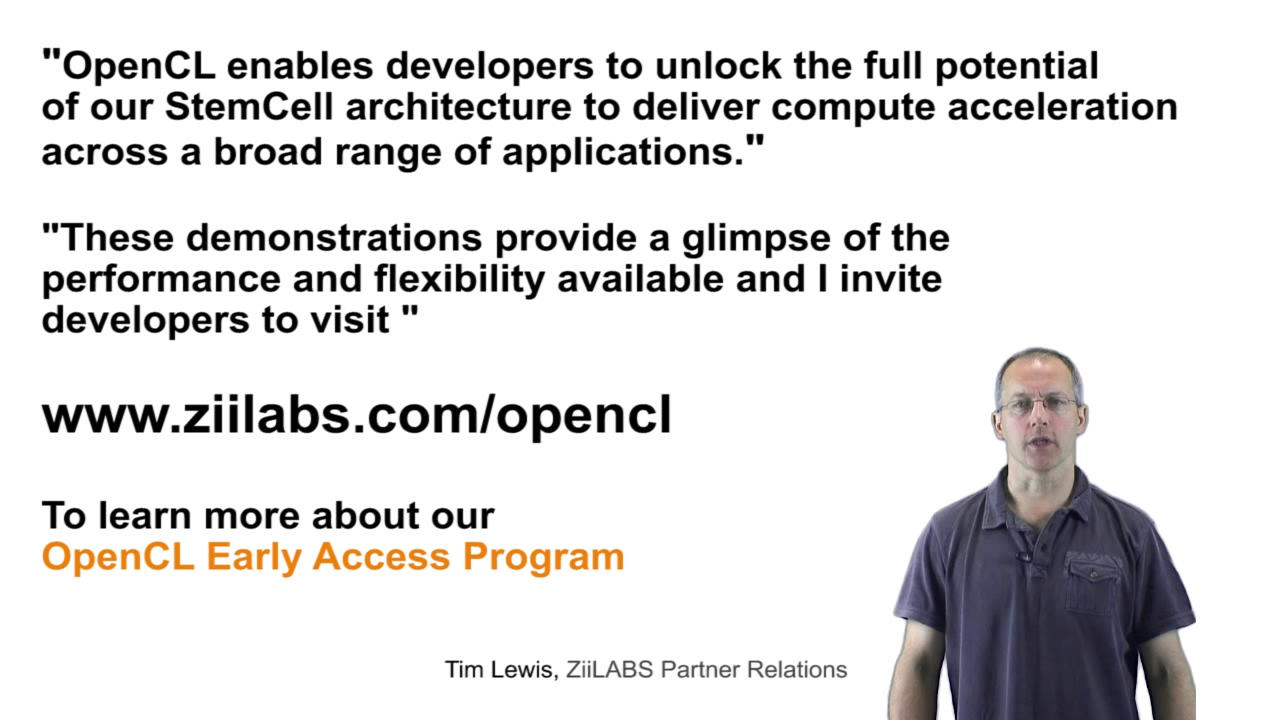 "OpenCL enables developers to unlock the full potential
of our StemCell architecture to deliver compute acceleration
across a broad range of applications."
"These demonstrations provide a glimpse of the
performance and flexibility available and I invite
developers to visit "
www.ziilabs.com/opencl
To learn more about our
OpenCL Early Access Program
Tim Lewis, ZiiLABS Partner Relations